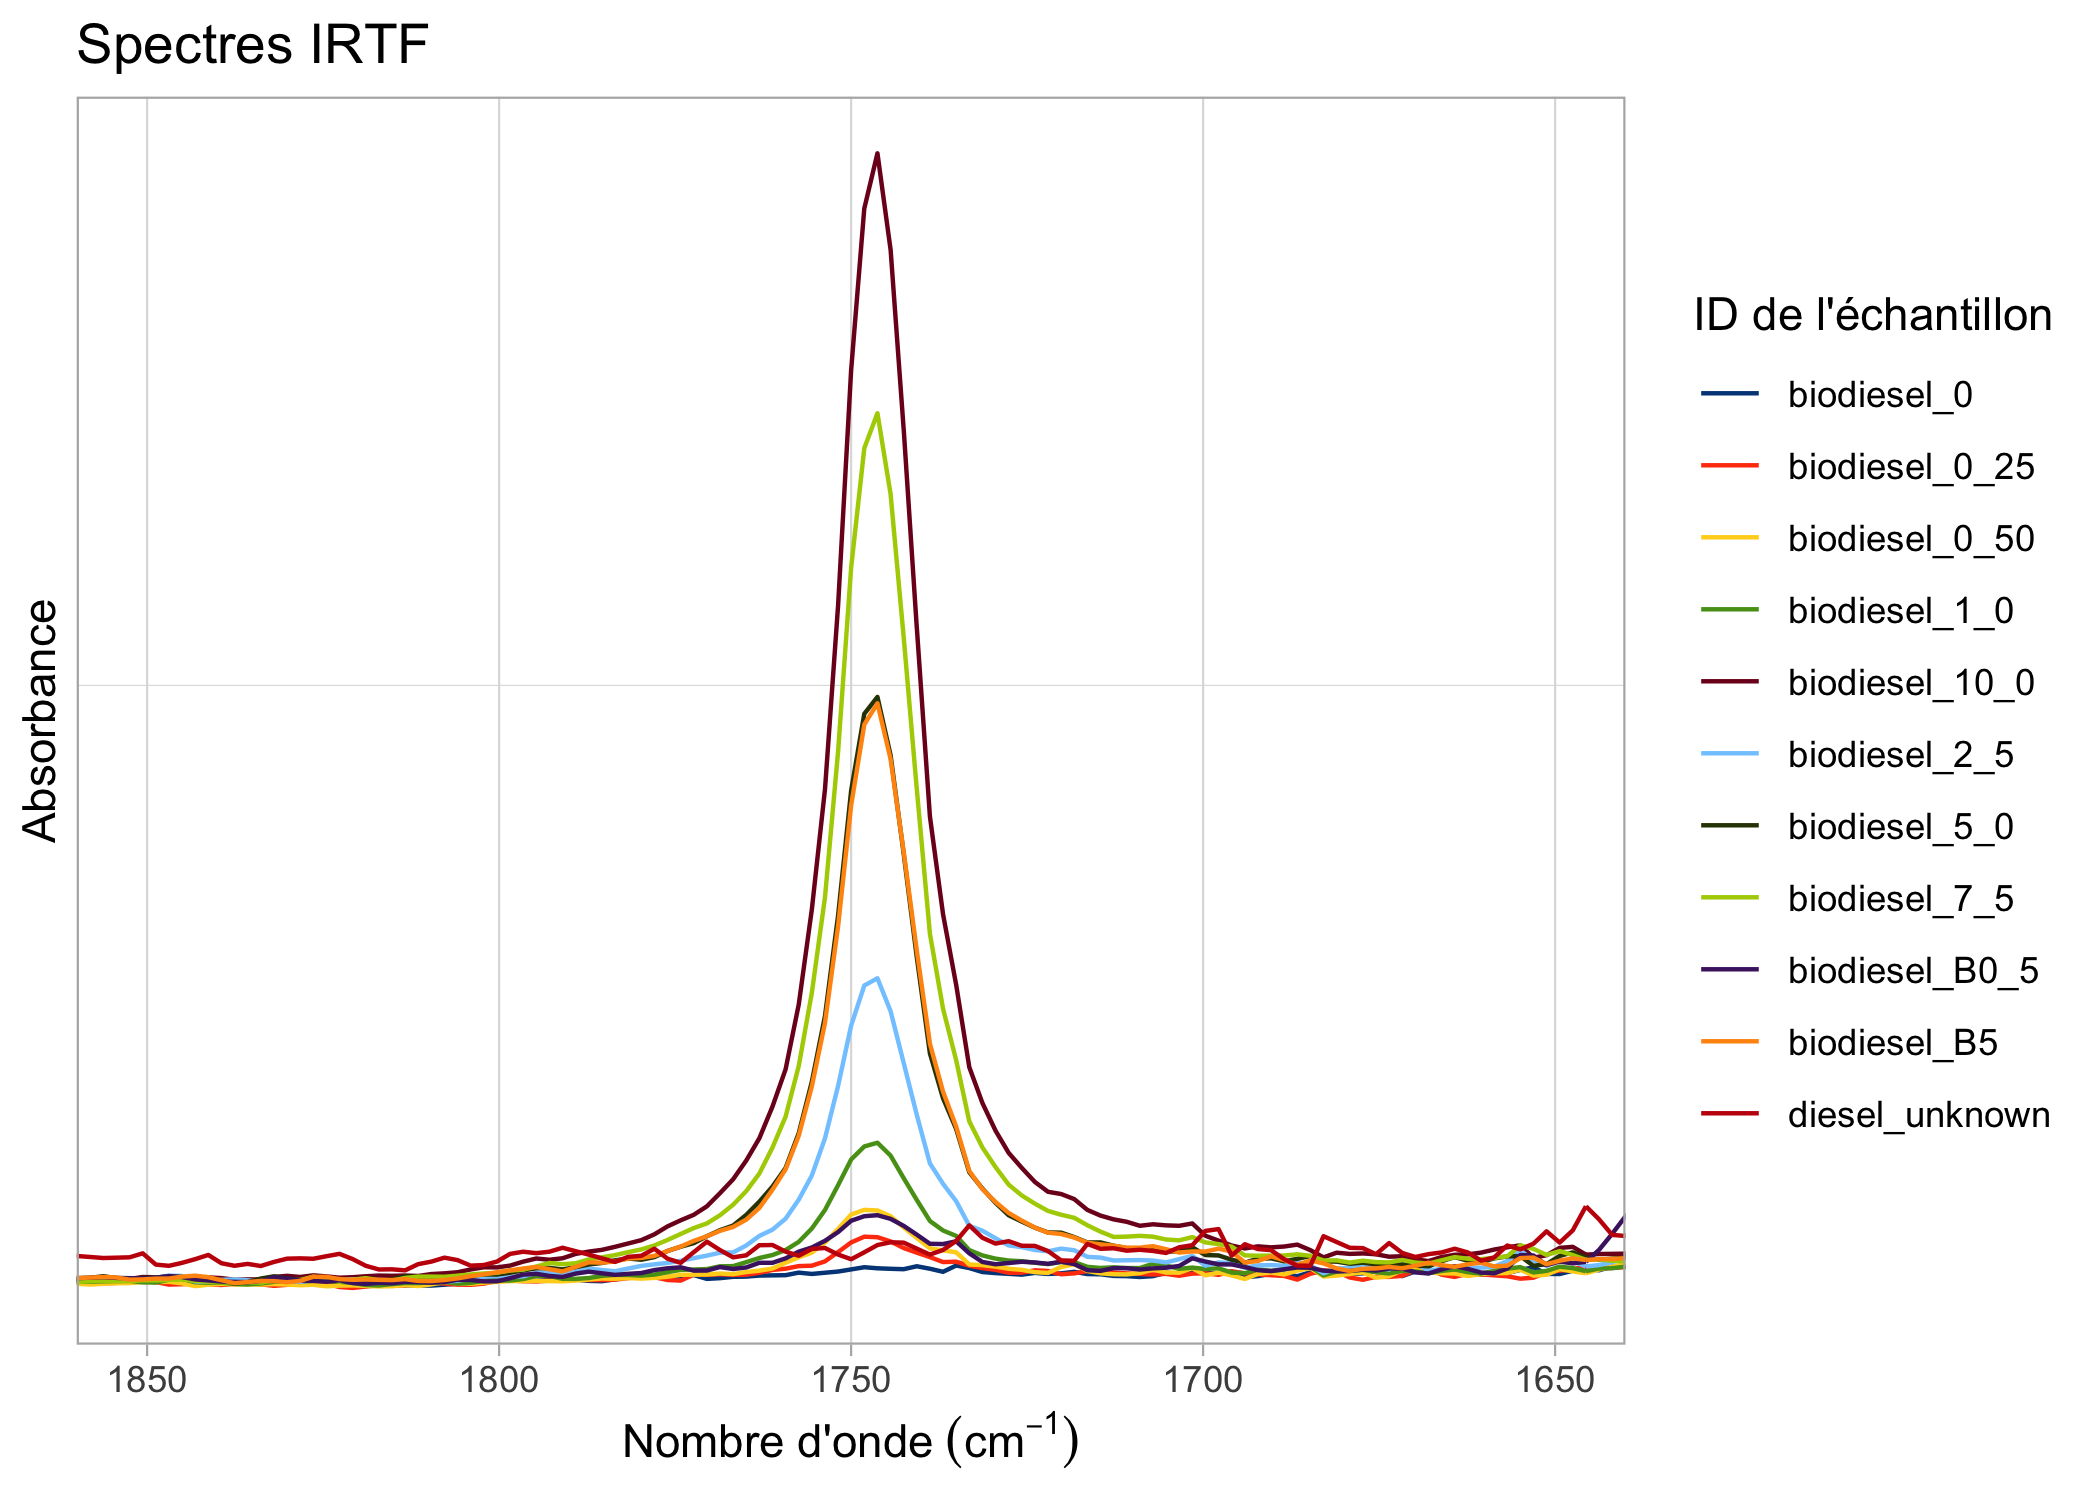 Spectres IRTF
Absorbance
1850
1800
1750
1700
1650
Nombre d'onde (cm⁻¹)
ID de l'échantillon
biodiesel_0
biodiesel_0_25
biodiesel_0_50
biodiesel_1_0
biodiesel_10_0
biodiesel_2_5
biodiesel_5_0
biodiesel_7_5
biodiesel_B0_5
biodiesel_B5
diesel_unknown